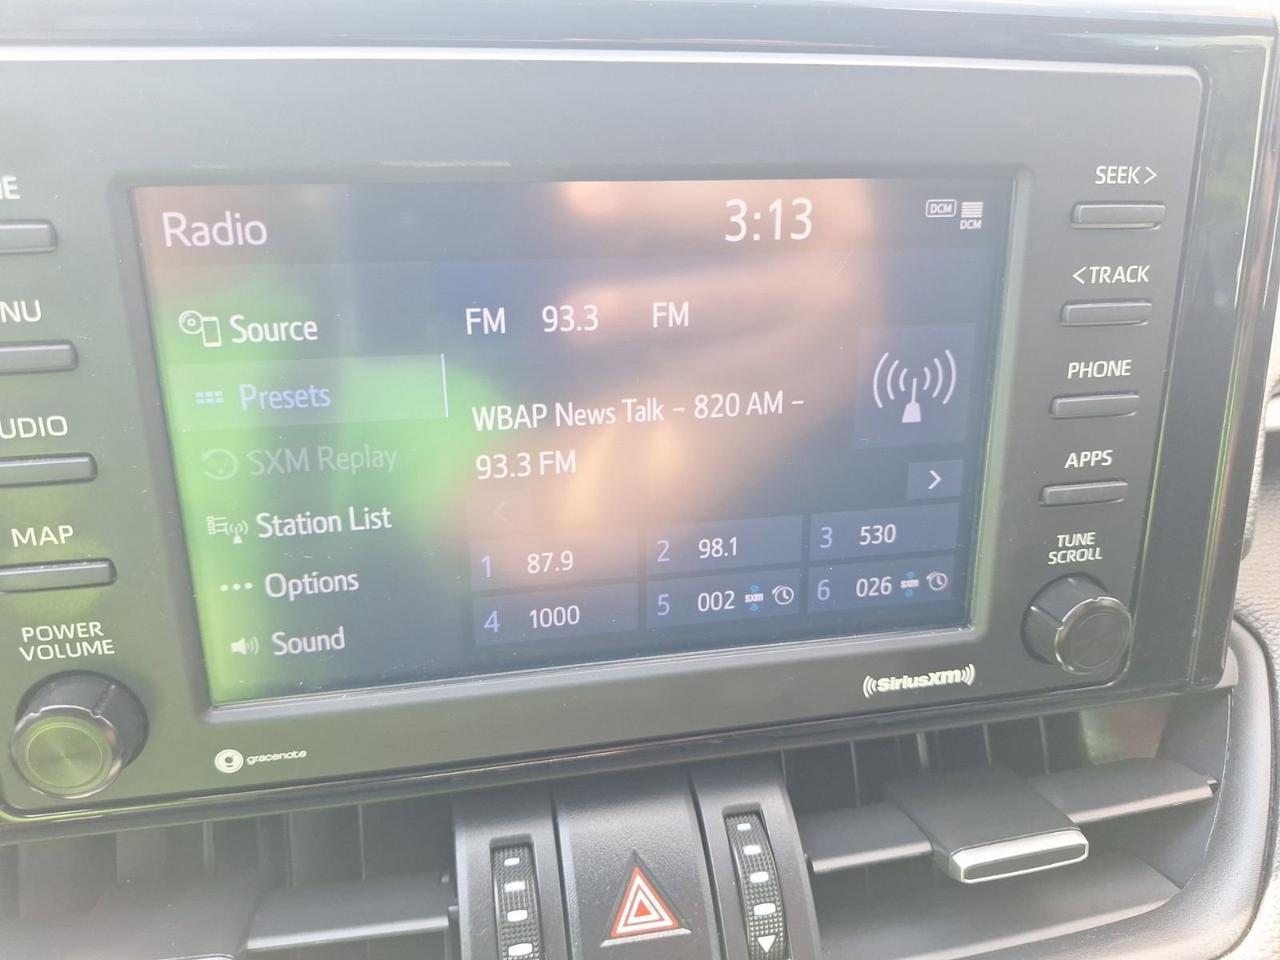 Radio
3:13
DCM
DCM
Source
FM 93.3 FM
Presets
WBAP News Talk - 820 AM -
93.3 FM
SXM Replay
Station List
Options
Sound
<
>
1 87.9
2 98.1
3 530
4 1000
5 002 sxm
6 026 sxm
NU
UDIO
MAP
POWER
VOLUME
SEEK>
<TRACK
PHONE
APPS
TUNE
SCROLL
gracenote
((SiriusXM))